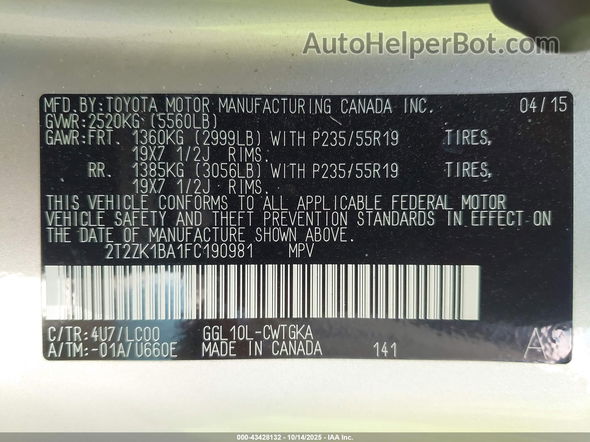 AutoHelperBot.com
MFD.BY: TOYOTA MOTOR MANUFACTURING CANADA INC. 04/15
GVWR: 2520KG (5560LB)
GAWR: FRT. 1360KG (2999LB) WITH P235/55R19 TIRES,
19X7 1/2J RIMS.
RR. 1385KG (3056LB) WITH P235/55R19 TIRES,
19X7 1/2J RIMS.
THIS VEHICLE CONFORMS TO ALL APPLICABLE FEDERAL MOTOR
VEHICLE SAFETY AND THEFT PREVENTION STANDARDS IN EFFECT ON
THE DATE OF MANUFACTURE SHOWN ABOVE.
2T2ZK1BA1FC190981 MPV
C/TR: 4U7/LC00 GGL10L-CWTGKA
A/TM:-01A/U660E MADE IN CANADA 141 A
000-43428132 - 10/14/2025 - IAA Inc.